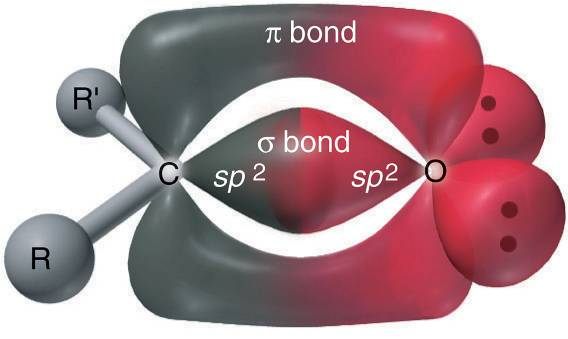 π bond
R'
σ bond
C
sp²
sp²
O
R